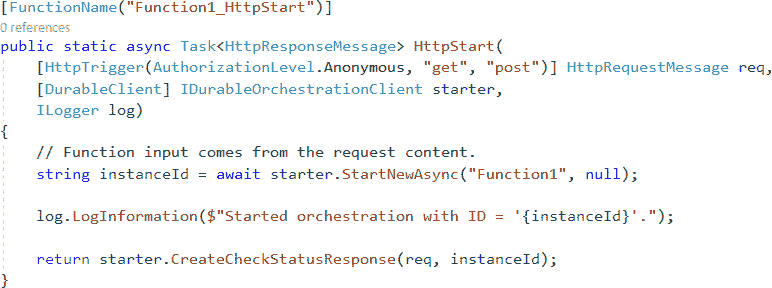 [FunctionName("Function1_HttpStart")]
0 references
public static async Task<HttpResponseMessage> HttpStart(
[HttpTrigger(AuthorizationLevel.Anonymous, "get", "post")] HttpRequestMessage req,
[DurableClient] IDurableOrchestrationClient starter,
ILogger log)
{
// Function input comes from the request content.
string instanceId = await starter.StartNewAsync("Function1", null);
log.LogInformation($"Started orchestration with ID = '{instanceId}'.");
return starter.CreateCheckStatusResponse(req, instanceId);
}